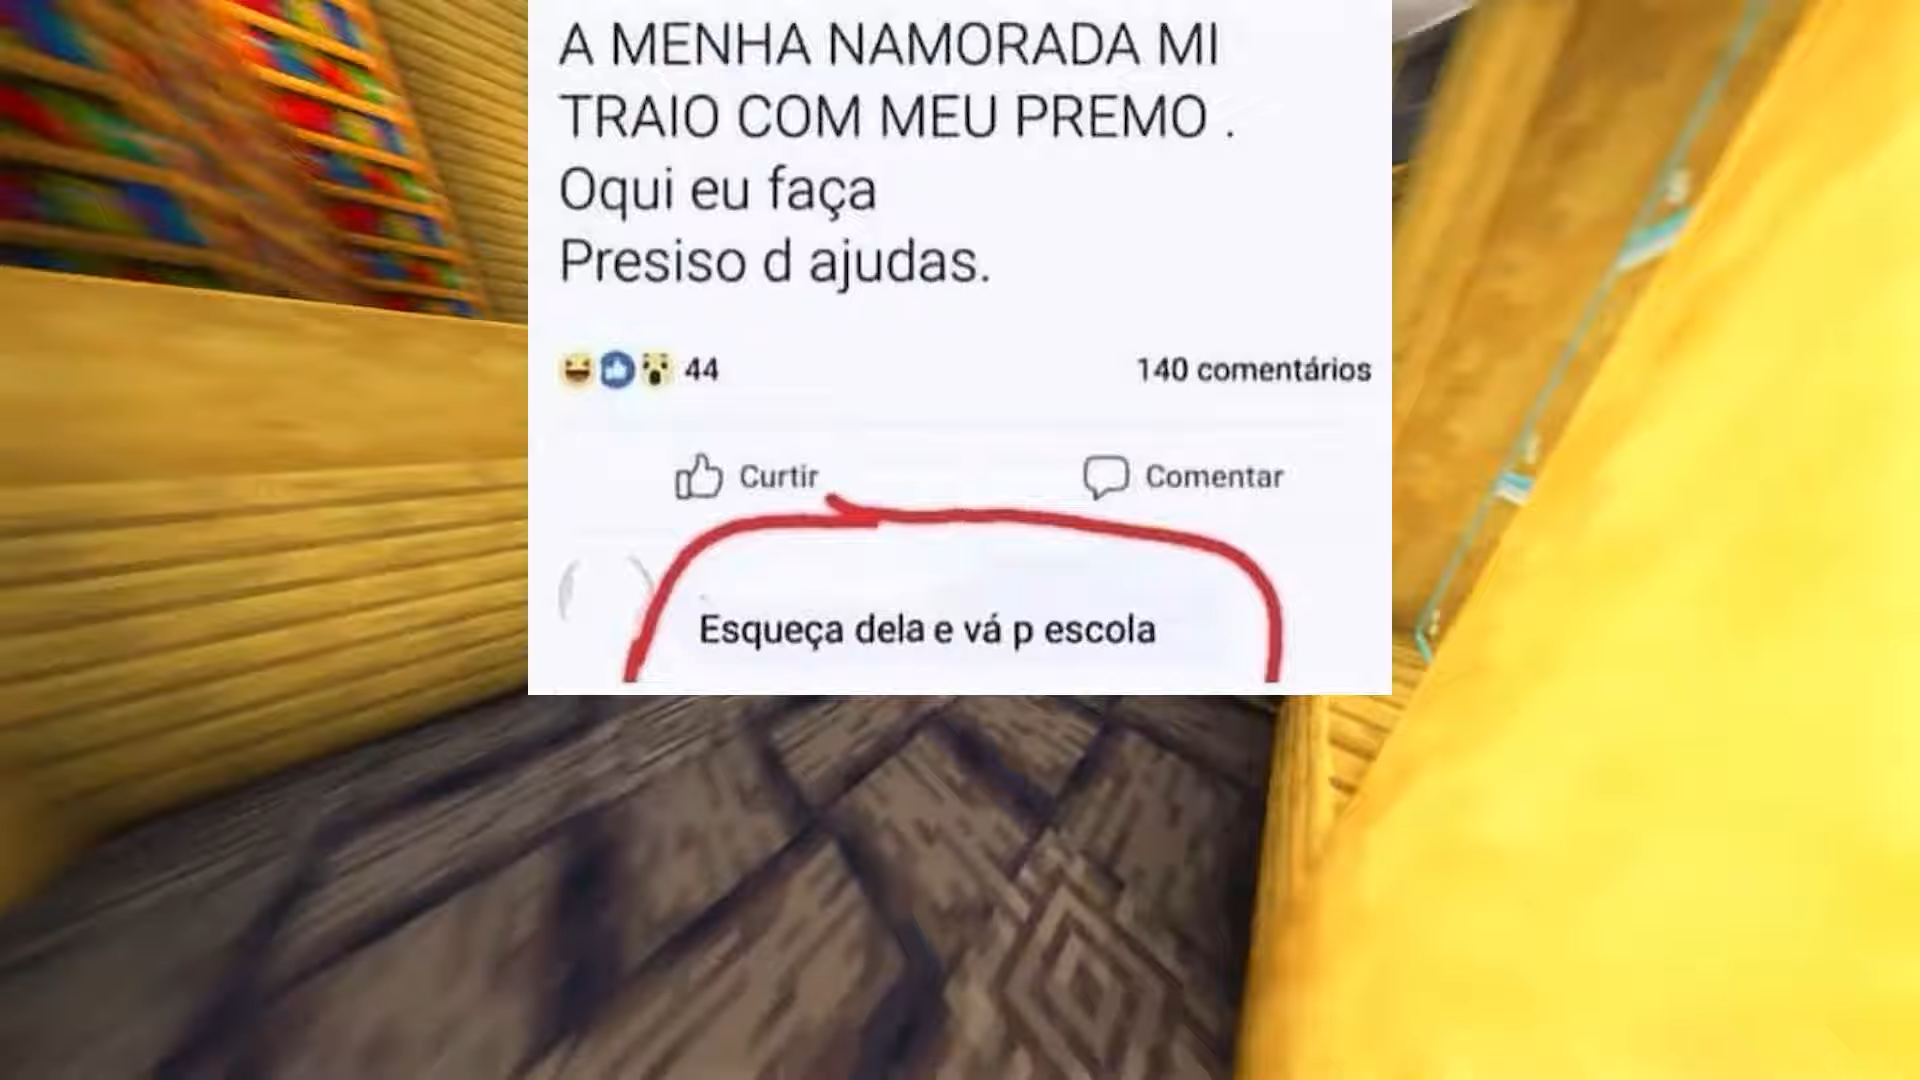 A MENHA NAMORADA MI
TRAIO COM MEU PREMO .
Oqui eu faça
Presiso d ajudas.
44
140 comentários
Curtir
Comentar
Esqueça dela e vá p escola